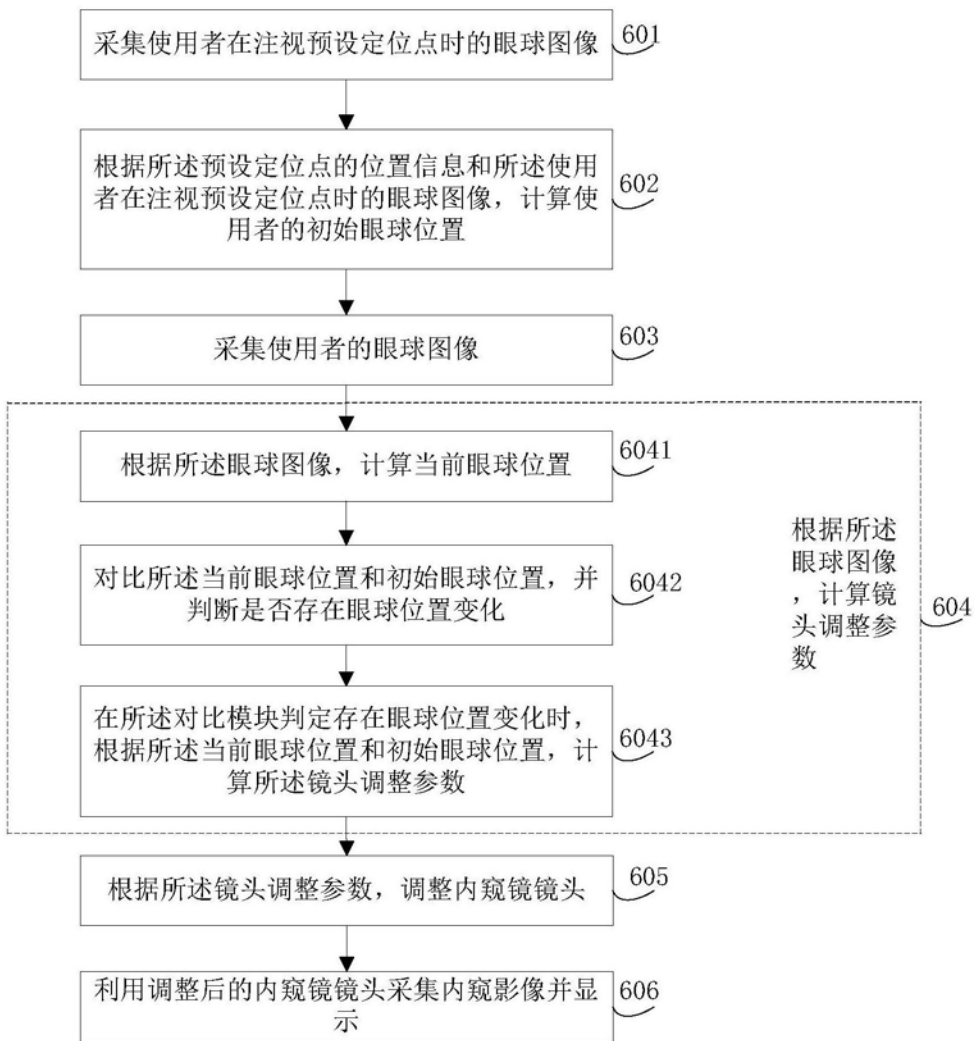 采集使用者在注视预设定位点时的眼球图像
601
根据所述预设定位点的位置信息和所述使用
者在注视预设定位点时的眼球图像，计算使
用者的初始眼球位置
602
采集使用者的眼球图像
603
根据所述眼球图像，计算当前眼球位置
6041
对比所述当前眼球位置和初始眼球位置，并
判断是否存在眼球位置变化
6042
在所述对比模块判定存在眼球位置变化时，
根据所述当前眼球位置和初始眼球位置，计
算所述镜头调整参数
6043
根据所述
眼球图像
，计算镜
头调整参
数
604
根据所述镜头调整参数，调整内窥镜镜头
605
利用调整后的内窥镜镜头采集内窥影像并显
示
606